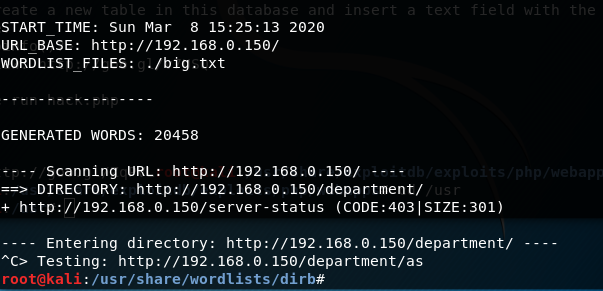 reate a new table in this database and insert a text field with the
START_TIME: Sun Mar  8 15:25:13 2020
URL_BASE: http://192.168.0.150/
WORDLIST_FILES: ./big.txt
-----------------
run-hack.php
GENERATED WORDS: 20458
---- Scanning URL: http://192.168.0.150/ ----
==> DIRECTORY: http://192.168.0.150/department/
+ http://192.168.0.150/server-status (CODE:403|SIZE:301)
---- Entering directory: http://192.168.0.150/department/ ----
^C> Testing: http://192.168.0.150/department/as
root@kali:/usr/share/wordlists/dirb#